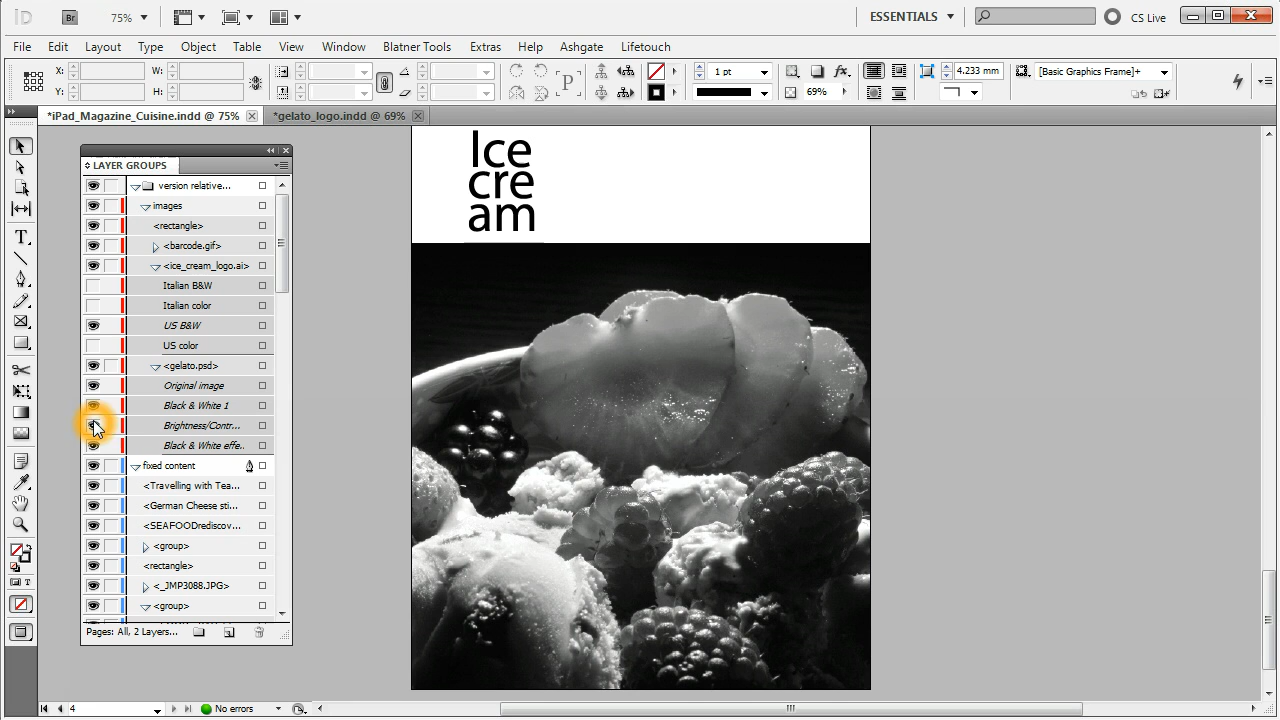 iD Br 75% ESSENTIALS CS Live
File Edit Layout Type Object Table View Window Blatner Tools Extras Help Ashgate Lifetouch
X: W: 1 pt 4.233 mm [Basic Graphics Frame]+
Y: H: P fx. 69%
*iPad_Magazine_Cuisine.indd @ 75% *gelato_logo.indd @ 69%
LAYER GROUPS
version relative...
images
<rectangle>
<barcode.gif>
<ice_cream_logo.ai>
Italian B&W
Italian color
US B&W
US color
<gelato.psd>
Original image
Black & White 1
Brightness/Contr...
Black & White effe..
fixed content
<Travelling with Tea...
<German Cheese sti...
<SEAFOODrediscov...
<group>
<rectangle>
<_JMP3088.JPG>
<group>
Pages: All, 2 Layers...
Ice
cre
am
4 No errors